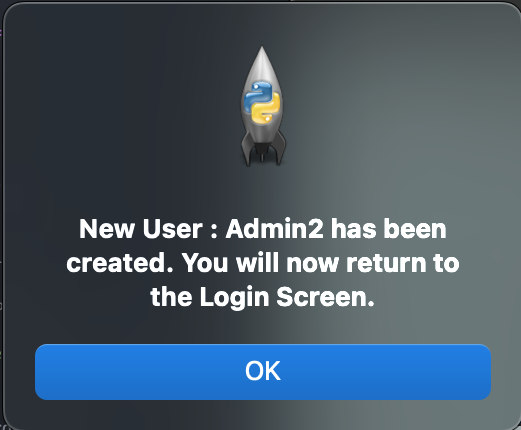 New User : Admin2 has been
created. You will now return to
the Login Screen.
OK